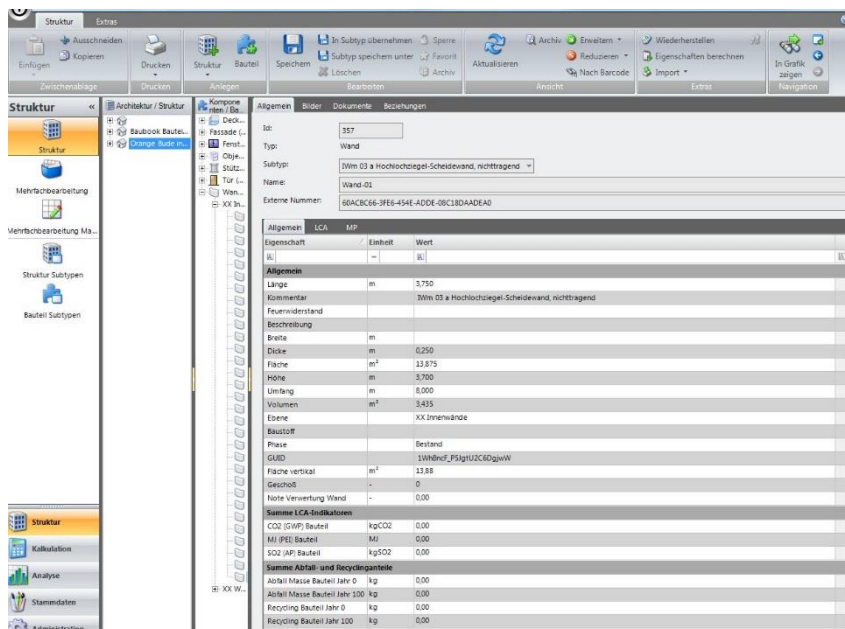 Struktur Extras
Einfügen
Ausschneiden
Kopieren
Zwischenablage
Drucken
Drucken
Struktur Bauteil
Anlegen
Speichern
In Subtyp übernehmen Sperre
Subtyp speichern unter Favorit
Löschen Archiv
Bearbeiten
Aktualisieren
Archiv Erweitern
Reduzieren
Nach Barcode
Ansicht
Wiederherstellen
Eigenschaften berechnen
Import
Extras
In Grafik zeigen
Navigation
Struktur «
Struktur
Mehrfachbearbeitung
Mehrfachbearbeitung Ma...
Struktur Subtypen
Bauteil Subtypen
Struktur
Kalkulation
Analyse
Stammdaten
Administration
Architektur / Struktur
Baubook Bautei...
Orange Bude in...
Kompone
nten / Ba...
Deck...
Fassade (...
Fenst...
Obje...
Stütz...
Tür (...
Wan...
XX In...
XX W...
Allgemein Bilder Dokumente Beziehungen
Id: 357
Typ: Wand
Subtyp: IWm 03 a Hochlochziegel-Scheidewand, nichttragend
Name: Wand-01
Externe Nummer: 60ACBC66-3FE6-454E-ADDE-08C18DAADEA0
Allgemein LCA MP
Eigenschaft Einheit Wert
=
Allgemein
Länge m 3,750
Kommentar IWm 03 a Hochlochziegel-Scheidewand, nichttragend
Feuerwiderstand
Beschreibung
Breite m
Dicke m 0,250
Fläche m² 13,875
Höhe m 3,700
Umfang m 8,000
Volumen m³ 3,435
Ebene XX Innenwände
Baustoff
Phase Bestand
GUID 1WhBncF_P5JgtU2C6DgjwW
Fläche vertikal m² 13,88
Geschoß - 0
Note Verwertung Wand - 0,00
Summe LCA-Indikatoren
CO2 (GWP) Bauteil kgCO2 0,00
MJ (PEI) Bauteil MJ 0,00
SO2 (AP) Bauteil kgSO2 0,00
Summe Abfall- und Recyclinganteile
Abfall Masse Bauteil Jahr 0 kg 0,00
Abfall Masse Bauteil Jahr 100 kg 0,00
Recycling Bauteil Jahr 0 kg 0,00
Recycling Bauteil Jahr 100 kg 0,00